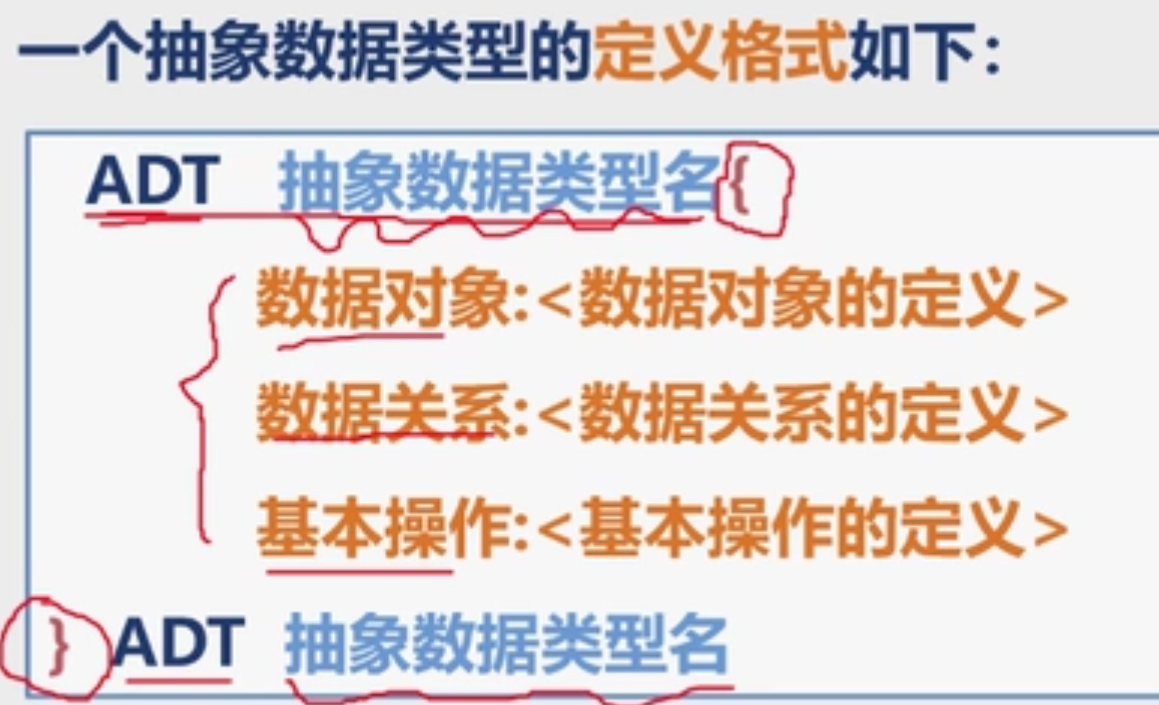 一个抽象数据类型的定义格式如下：
ADT 抽象数据类型名{
数据对象:<数据对象的定义>
数据关系:<数据关系的定义>
基本操作:<基本操作的定义>
} ADT 抽象数据类型名